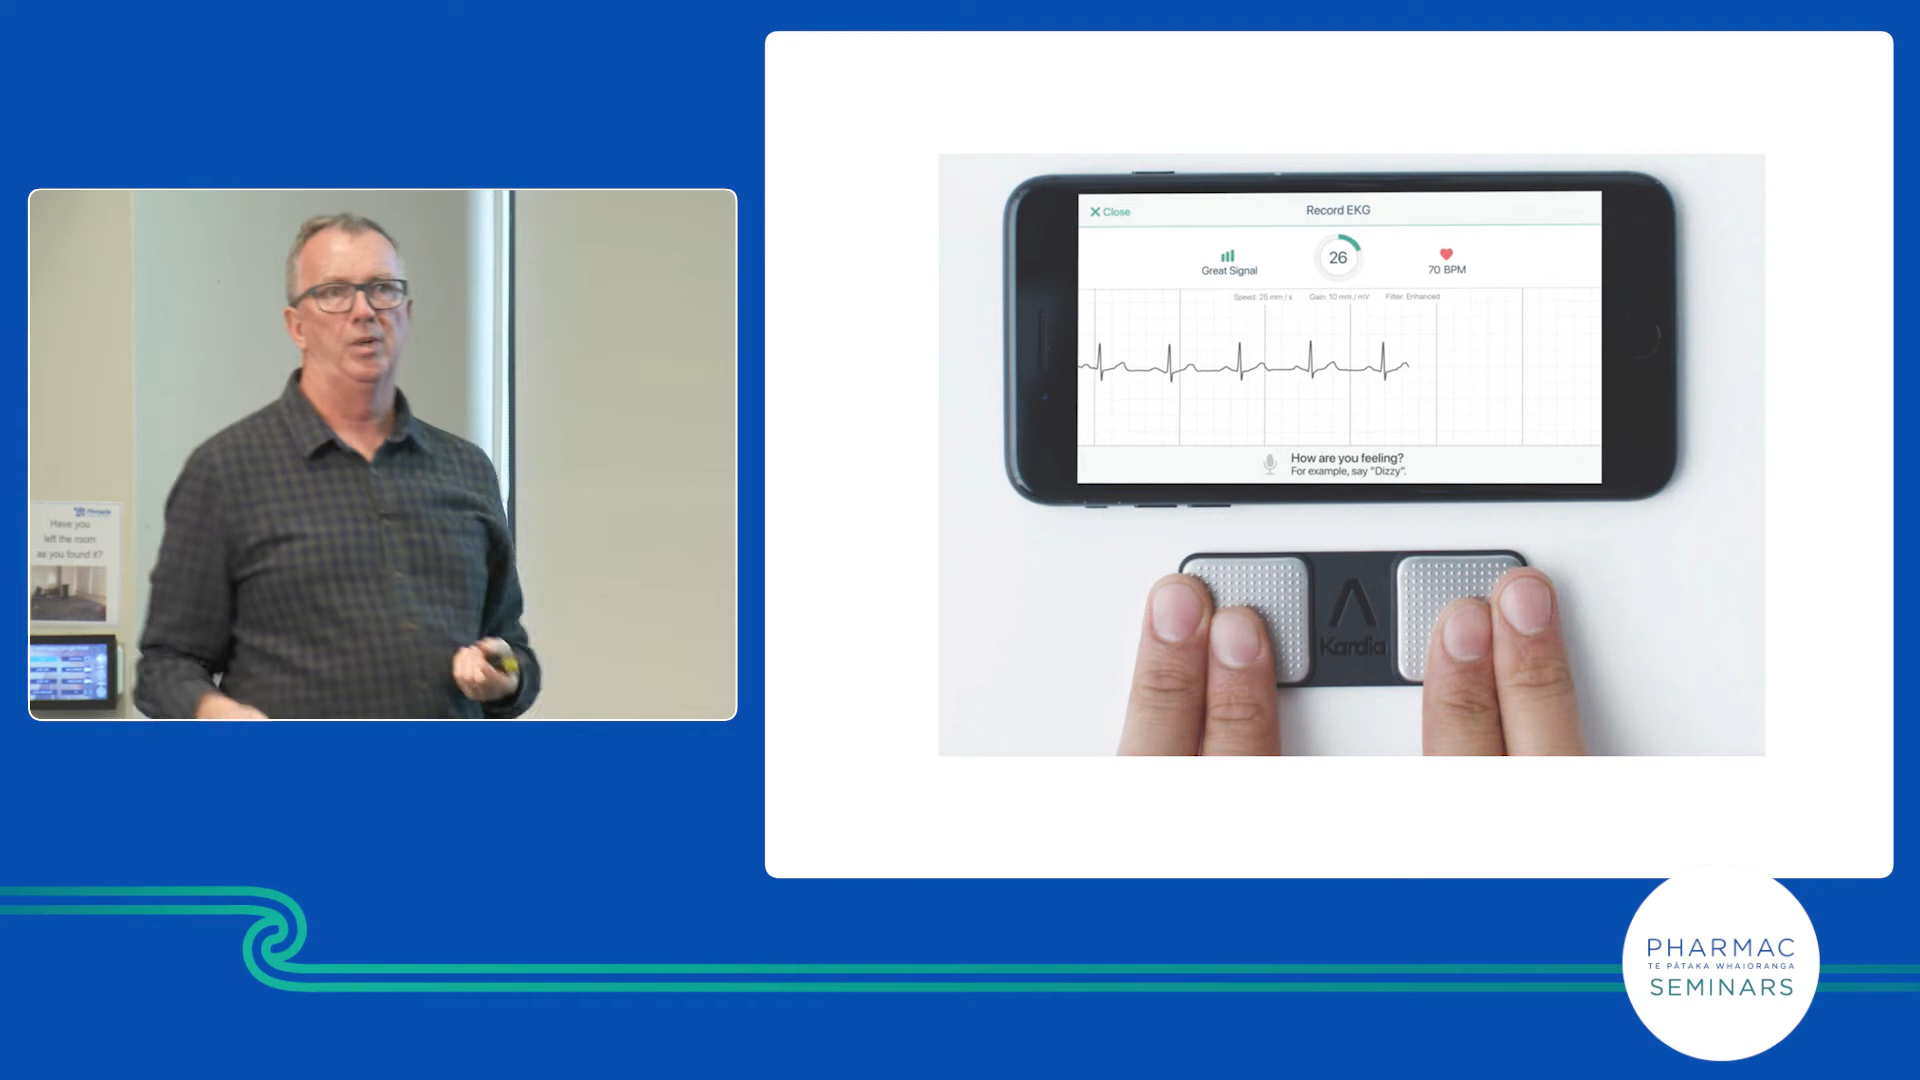 Have you
left the room
as you found it?
Close
Record EKG
Great Signal
26
70 BPM
Speed: 25 mm/s Gain: 10 mm/mV Filter: Enhanced
How are you feeling?
For example, say "Dizzy".
Kardia
PHARMAC
TE PĀTAKA WHAIORANGA
SEMINARS